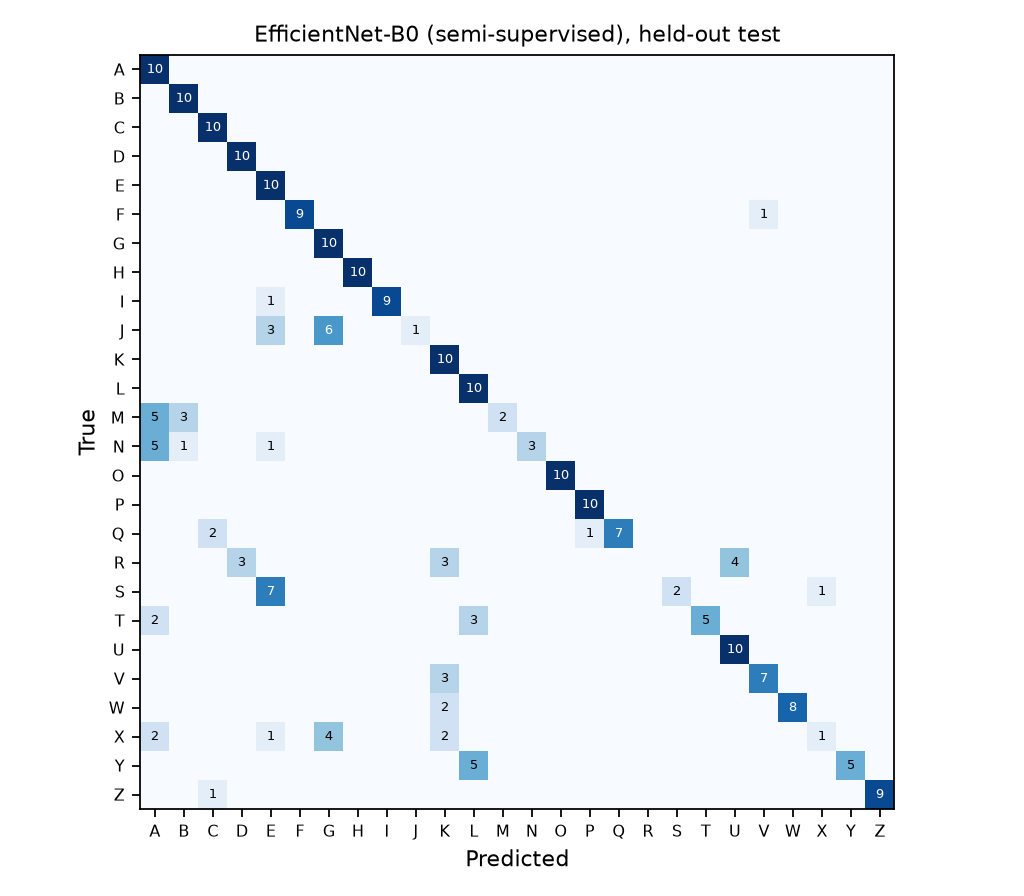 EfficientNet-B0 (semi-supervised), held-out test
A 10
B 10
C 10
D 10
E 10
F 9 1
G 10
H 10
I 1 9
J 3 6 1
K 10
L 10
M 5 3 2
N 5 1 1 3
O 10
P 10
Q 2 1 7
R 3 3 4
S 7 2 1
T 2 3 5
U 10
V 3 7
W 2 8
X 2 1 4 2 1
Y 5 5
Z 1 9
True
A B C D E F G H I J K L M N O P Q R S T U V W X Y Z
Predicted